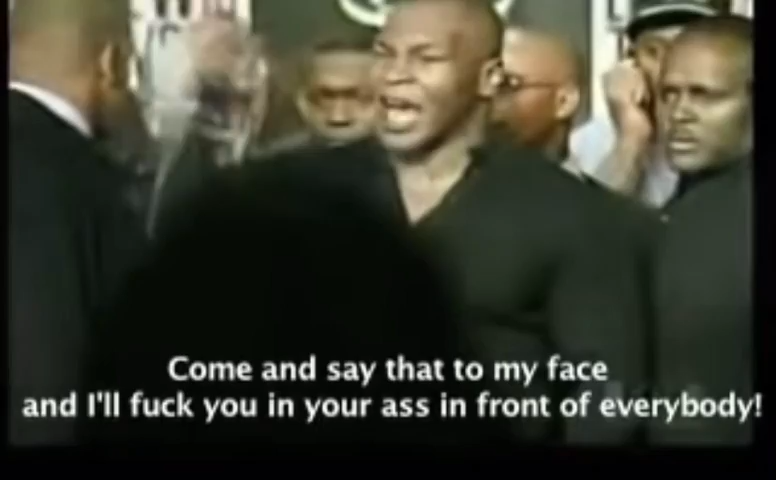 Come and say that to my face
and I'll fuck you in your ass in front of everybody!